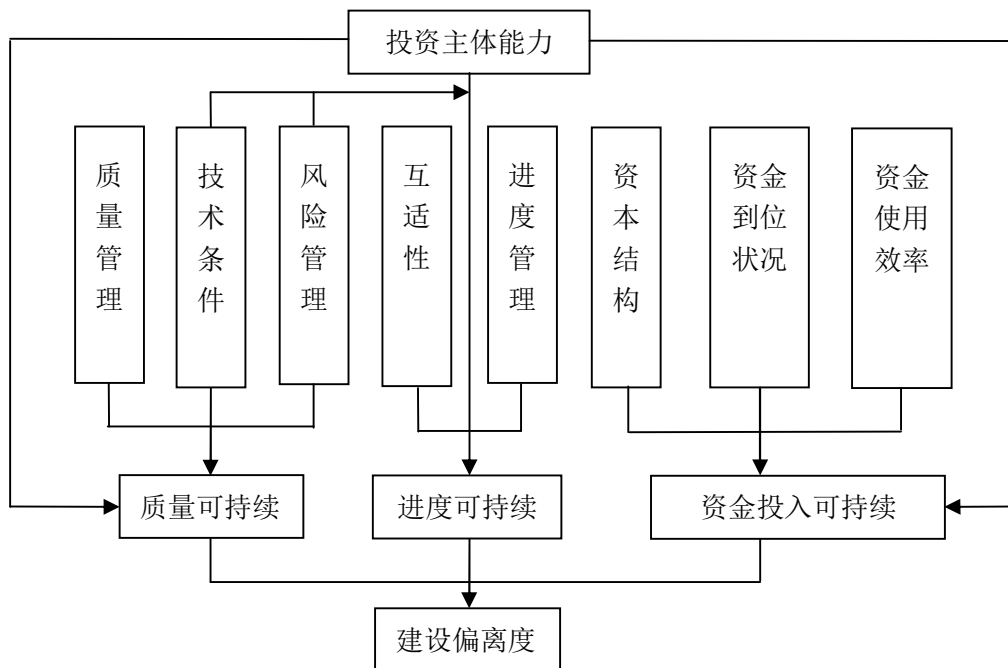 投资主体能力
质量管理
技术条件
风险管理
互适性
进度管理
资本结构
资金
到位
状况
资金
使用
效率
质量可持续
进度可持续
资金投入可持续
建设偏离度